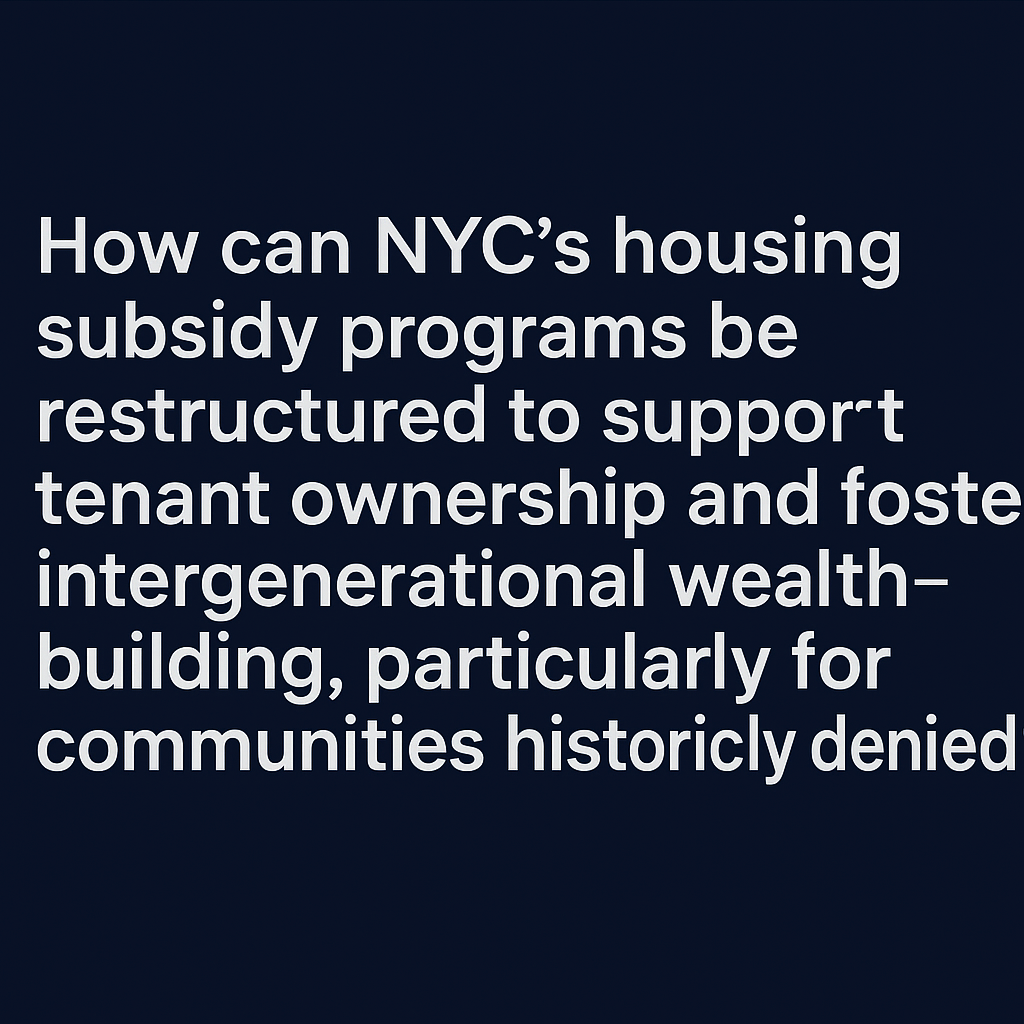 How can NYC’s housing
subsidy programs be
restructured to support
tenant ownership and foste
intergenerational wealth–
building, particularly for
communities historicly denied